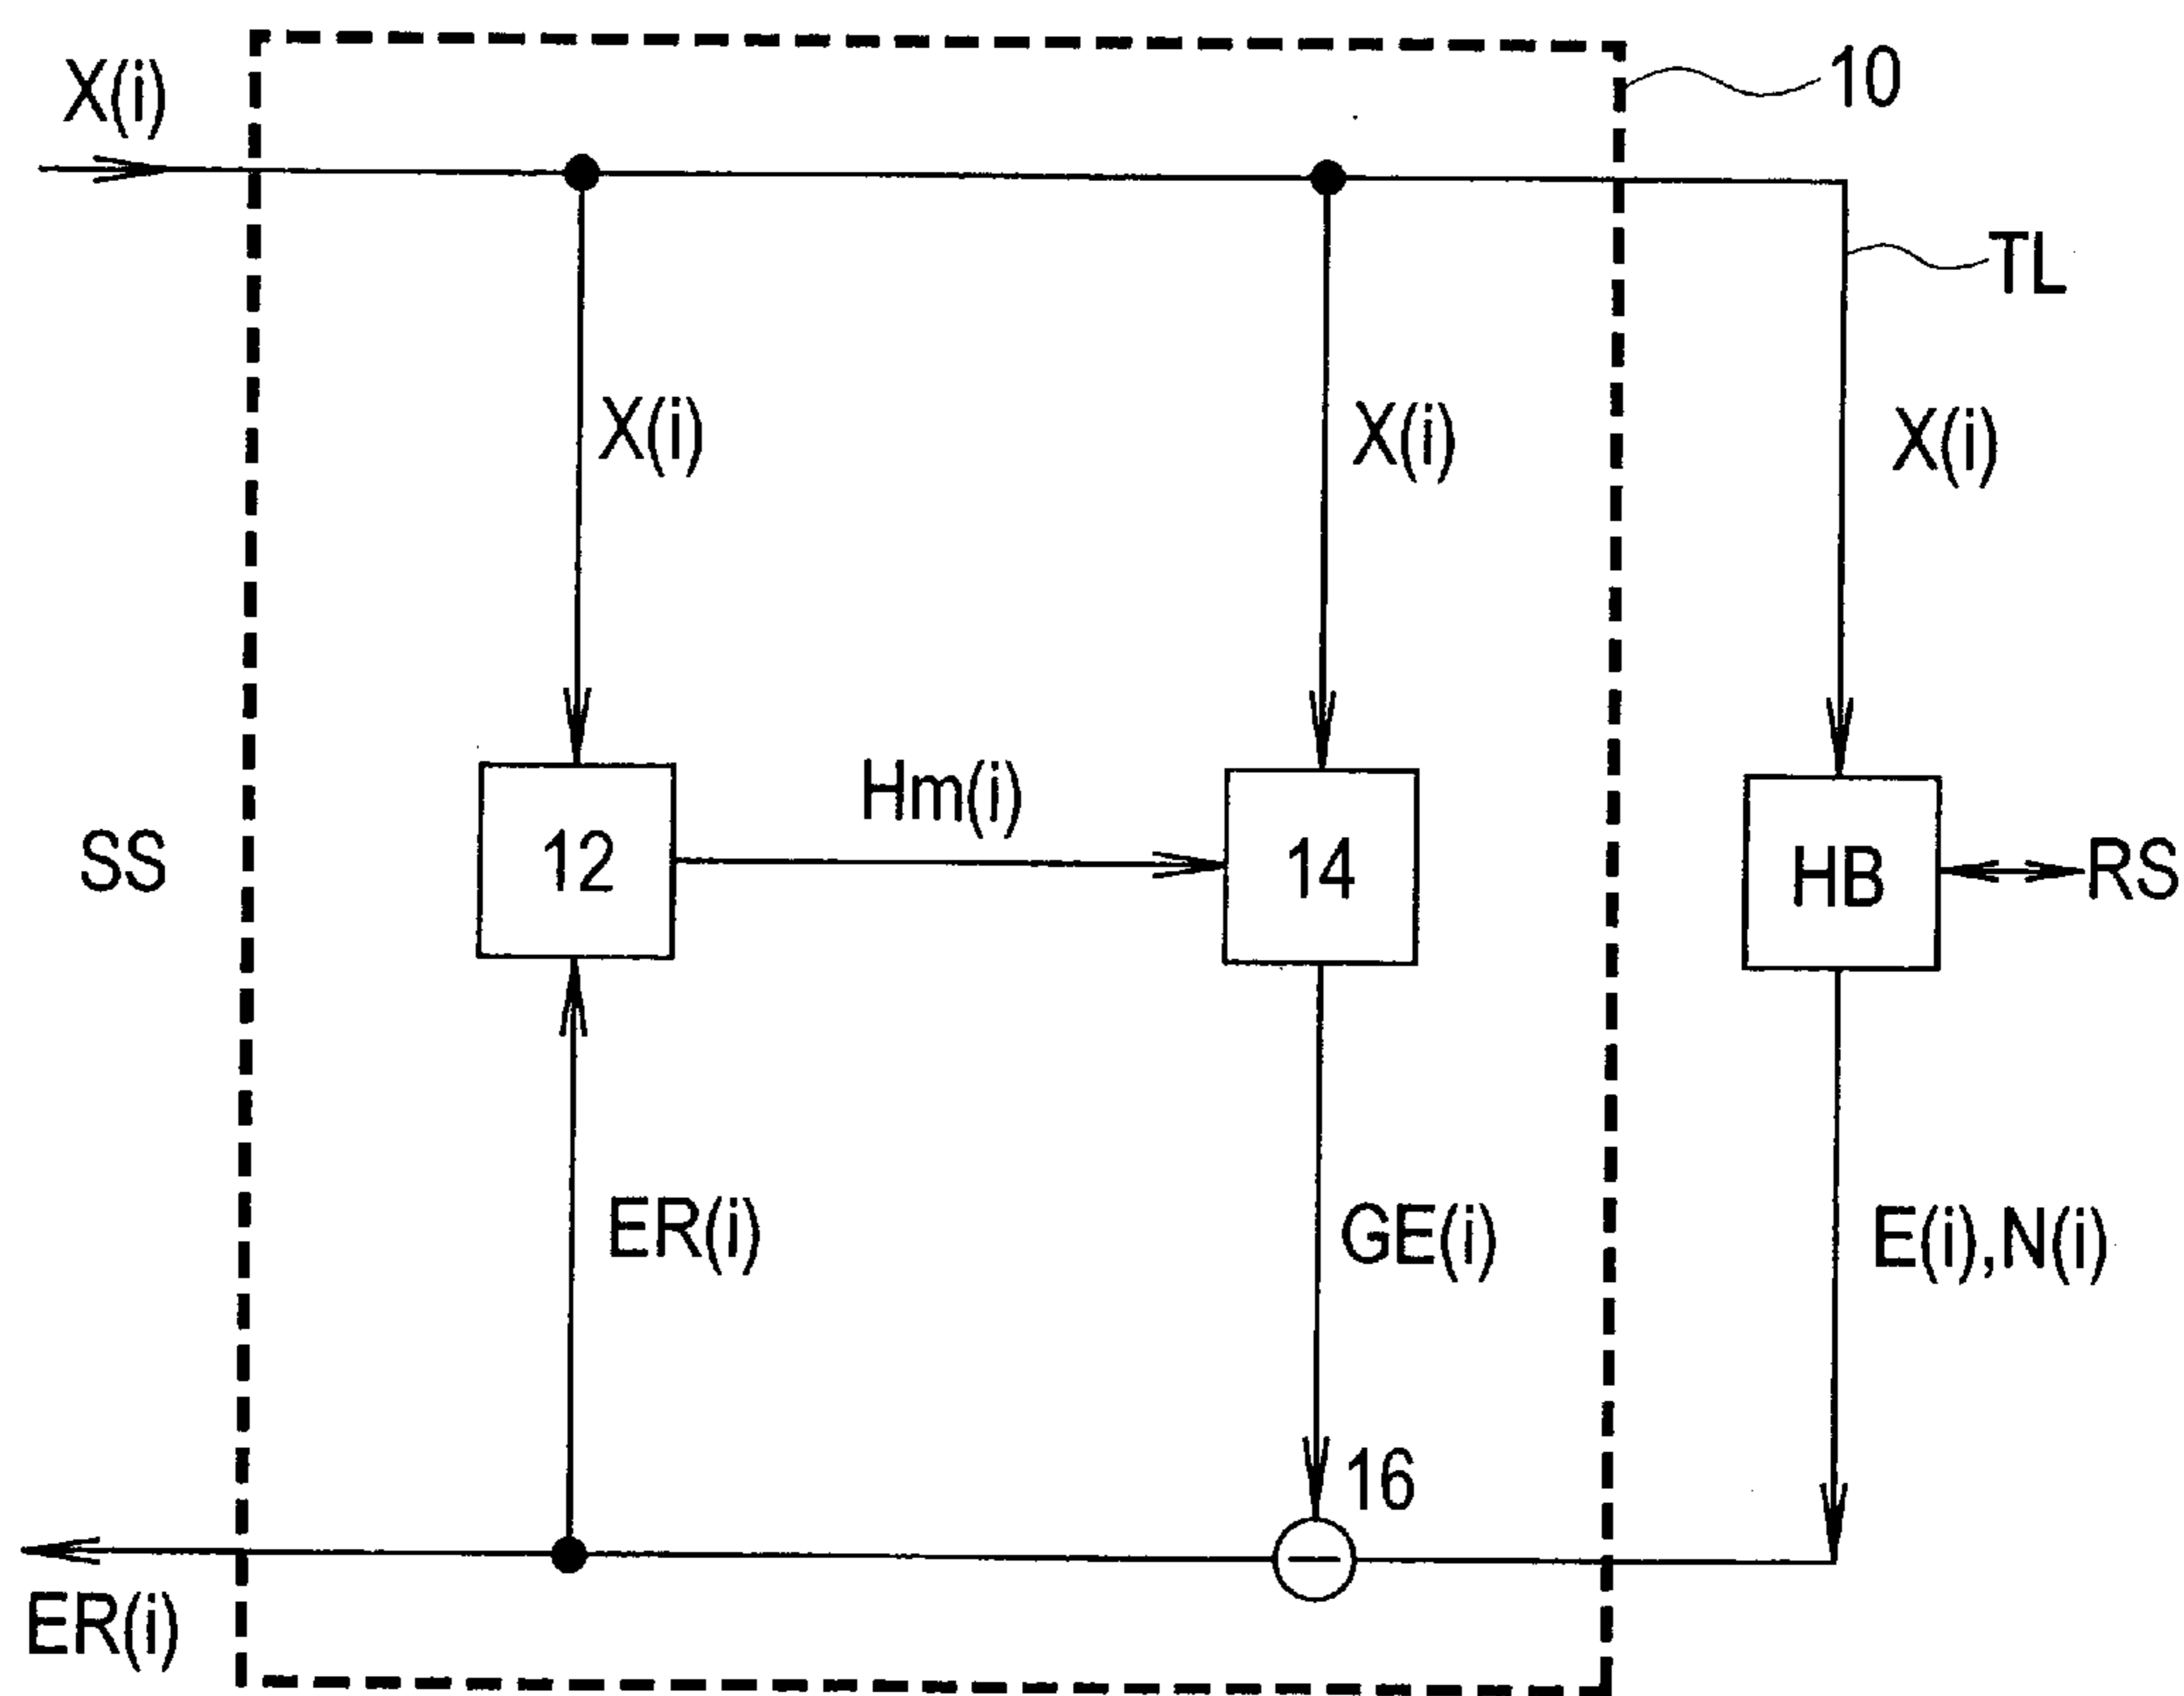 X(i)
10
TL
X(i)
X(i)
X(i)
Hm(i)
SS
12
14
HB
RS
ER(i)
GE(i)
E(i),N(i)
16
ER(i)